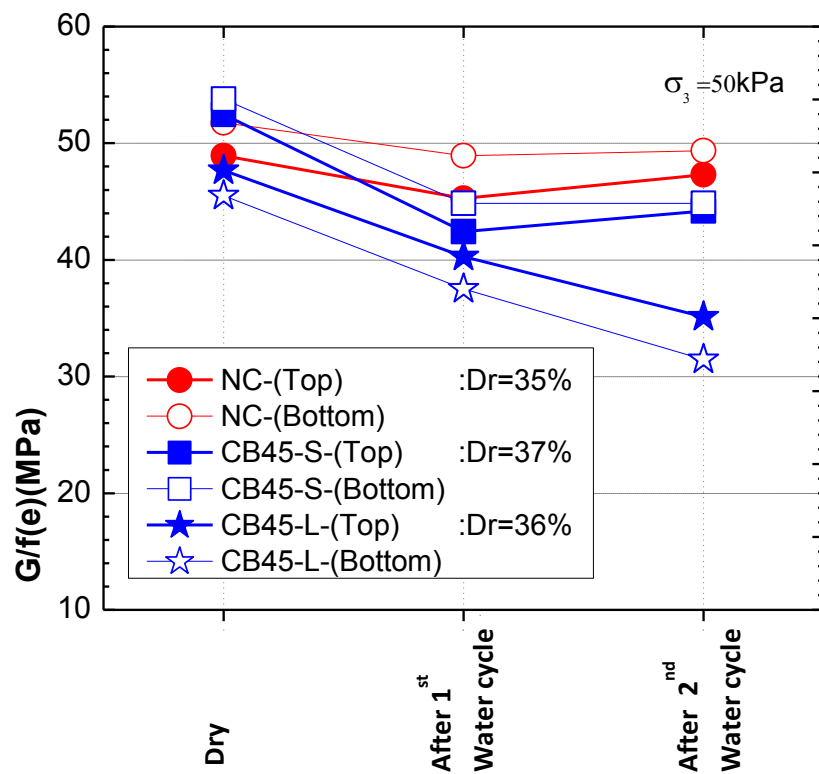 60
50
40
30
20
10
G/f(e)(MPa)
σ3 =50kPa
NC-(Top) :Dr=35%
NC-(Bottom)
CB45-S-(Top) :Dr=37%
CB45-S-(Bottom)
CB45-L-(Top) :Dr=36%
CB45-L-(Bottom)
Dry
After 1st
Water cycle
After 2nd
Water cycle